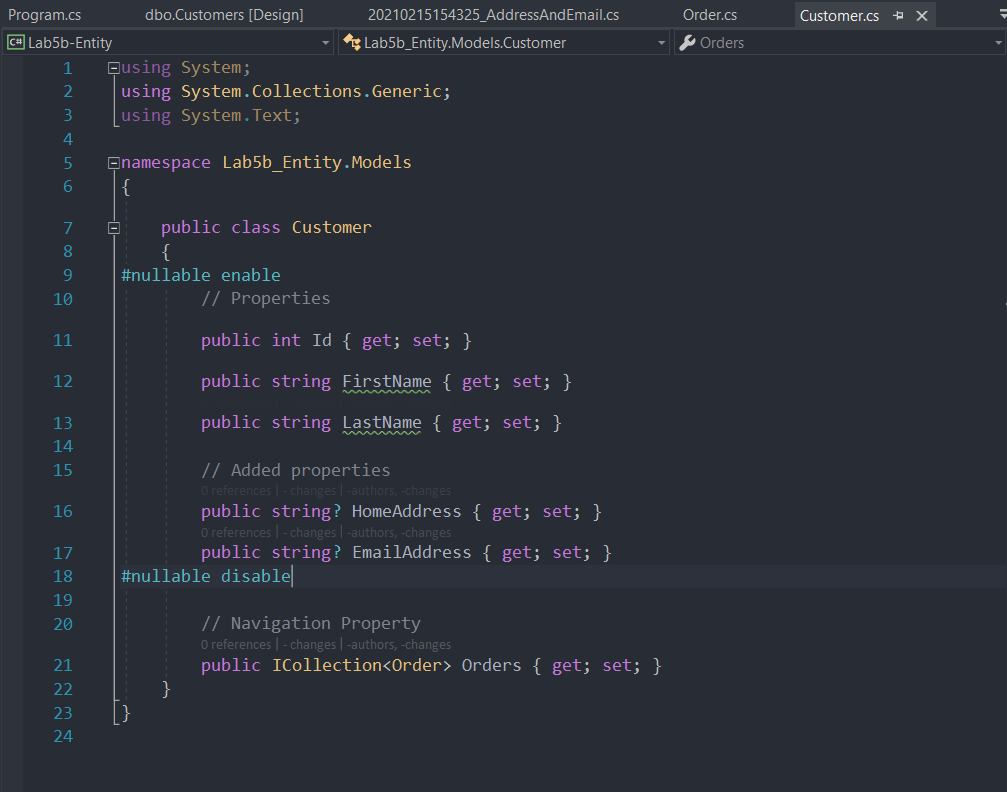 Program.cs dbo.Customers [Design] 20210215154325_AddressAndEmail.cs Order.cs Customer.cs
C# Lab5b-Entity Lab5b_Entity.Models.Customer Orders
1 using System;
2 using System.Collections.Generic;
3 using System.Text;
4
5 namespace Lab5b_Entity.Models
6 {
7 public class Customer
8 {
9 #nullable enable
10 // Properties
11 public int Id { get; set; }
12 public string FirstName { get; set; }
13 public string LastName { get; set; }
14
15 // Added properties
0 references | - changes | -authors, -changes
16 public string? HomeAddress { get; set; }
0 references | - changes | -authors, -changes
17 public string? EmailAddress { get; set; }
18 #nullable disable
19
20 // Navigation Property
0 references | - changes | -authors, -changes
21 public ICollection<Order> Orders { get; set; }
22 }
23 }
24